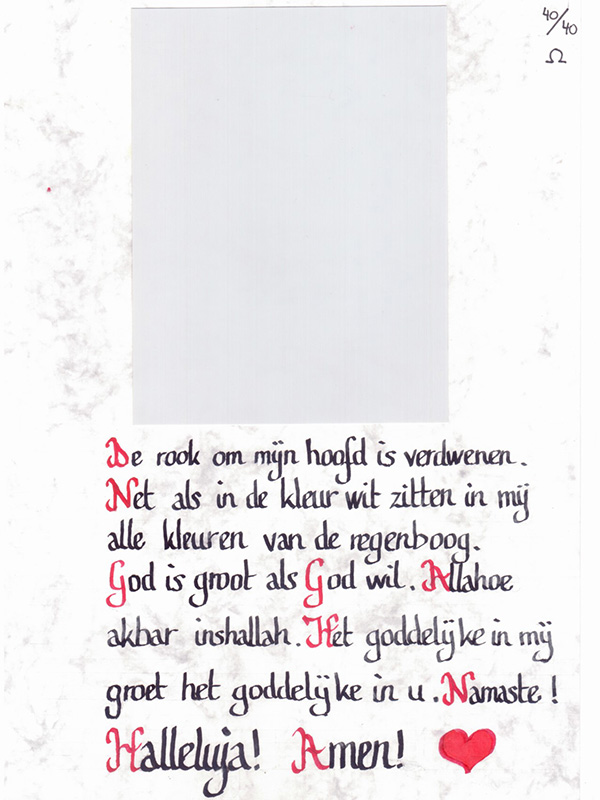 40/40
Ω
De rook om mijn hoofd is verdwenen.
Net als in de kleur wit zitten in mij
alle kleuren van de regenboog.
God is groot als God wil. Allahoe
akbar inshallah. Het goddelijke in mij
groet het goddelijke in u. Namaste!
Halleluja! Amen!